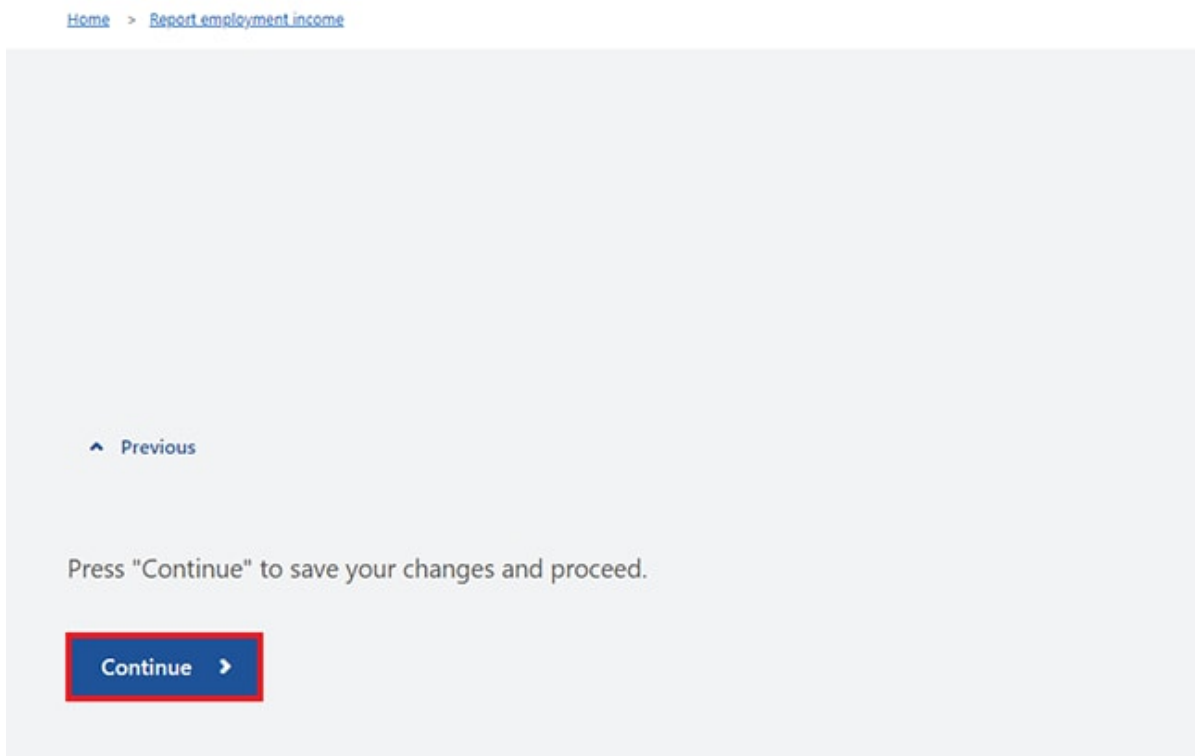 Home > Report employment income
Previous
Press "Continue" to save your changes and proceed.
Continue